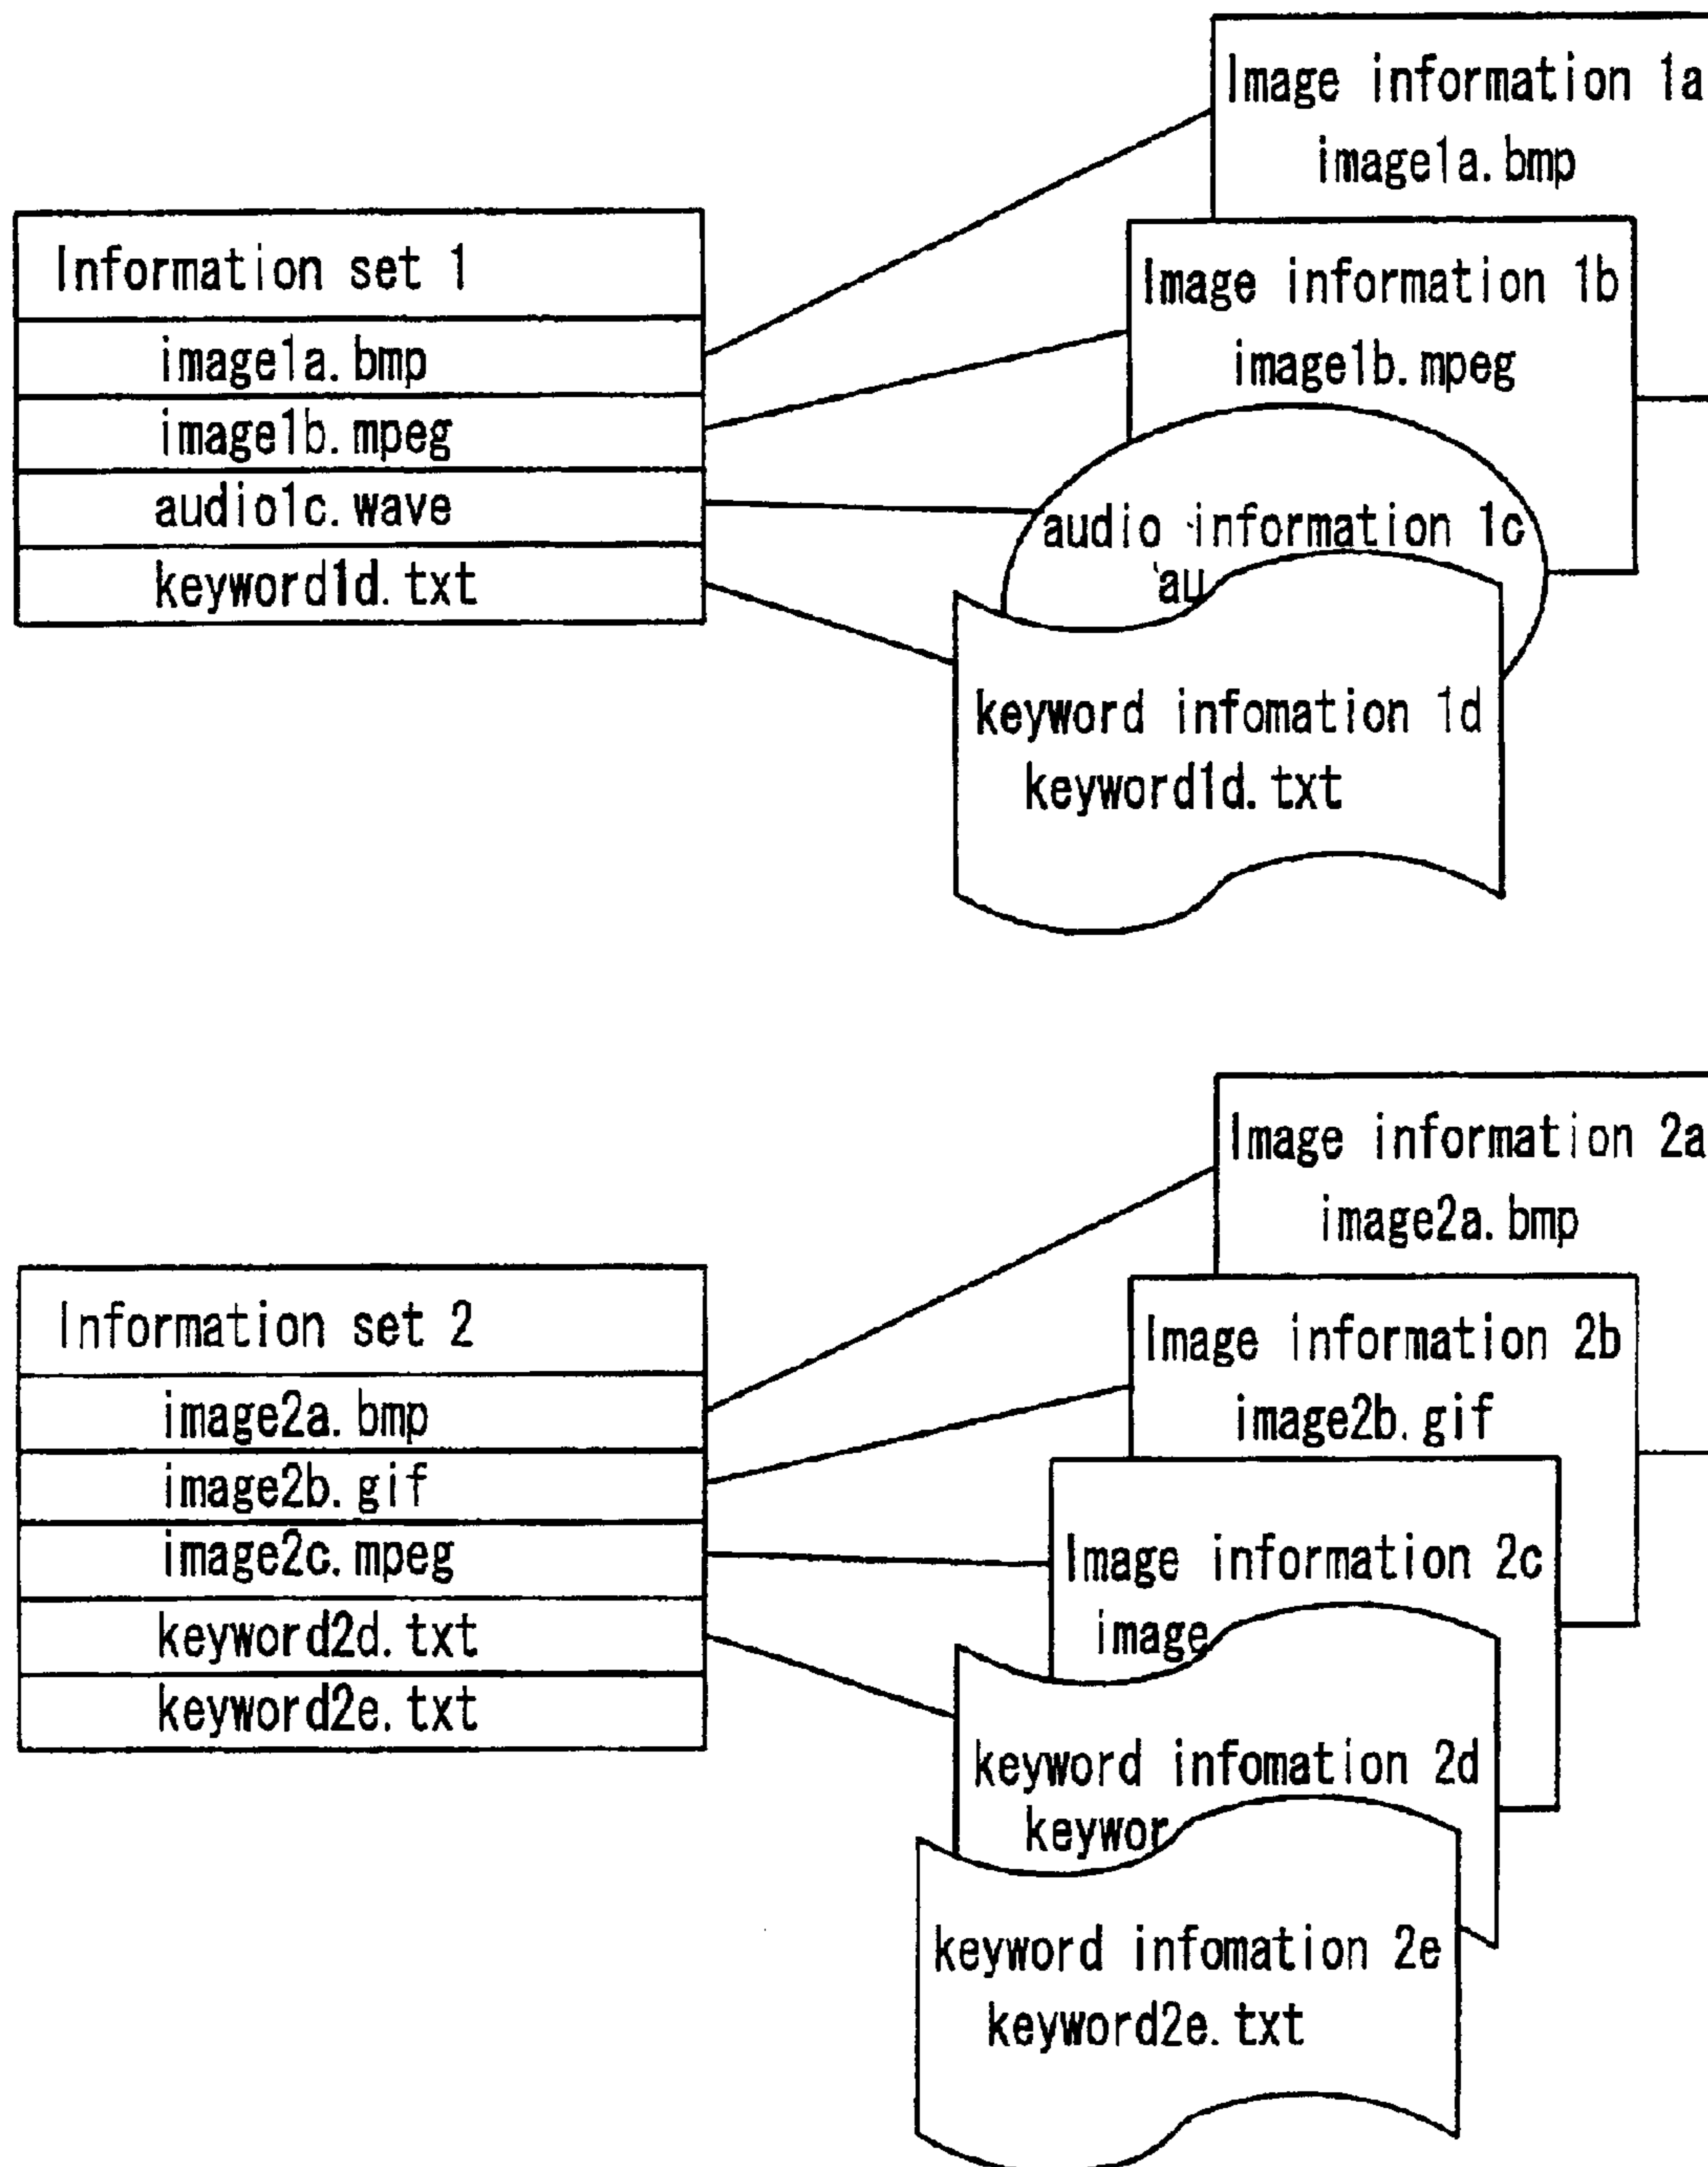 Information set 1
image1a.bmp
image1b.mpeg
audio1c.wave
keyword1d.txt
Image information 1a
image1a.bmp
Image information 1b
image1b.mpeg
audio information 1c
au
keyword infomation 1d
keyword1d.txt
Information set 2
image2a.bmp
image2b.gif
image2c.mpeg
keyword2d.txt
keyword2e.txt
Image information 2a
image2a.bmp
Image information 2b
image2b.gif
Image information 2c
image
keyword infomation 2d
keywor
keyword infomation 2e
keyword2e.txt